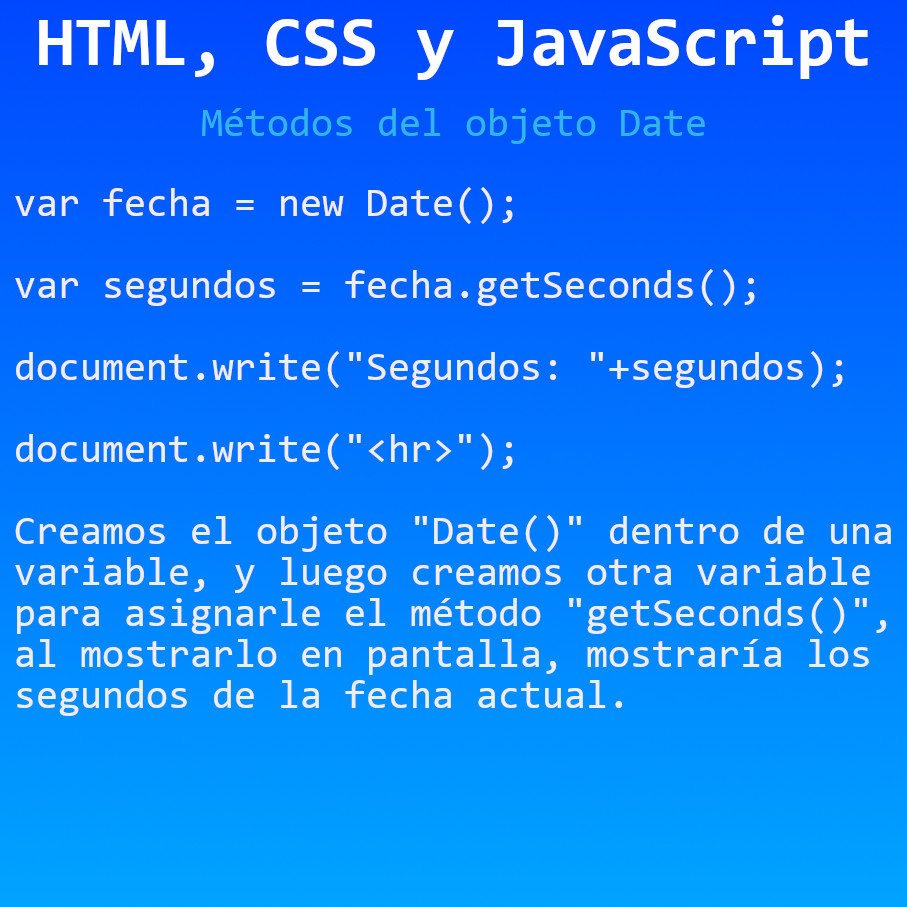 HTML, CSS y JavaScript
Métodos del objeto Date
var fecha = new Date();
var segundos = fecha.getSeconds();
document.write("Segundos: "+segundos);
document.write("<hr>");
Creamos el objeto "Date()" dentro de una
variable, y luego creamos otra variable
para asignarle el método "getSeconds()",
al mostrarlo en pantalla, mostraría los
segundos de la fecha actual.